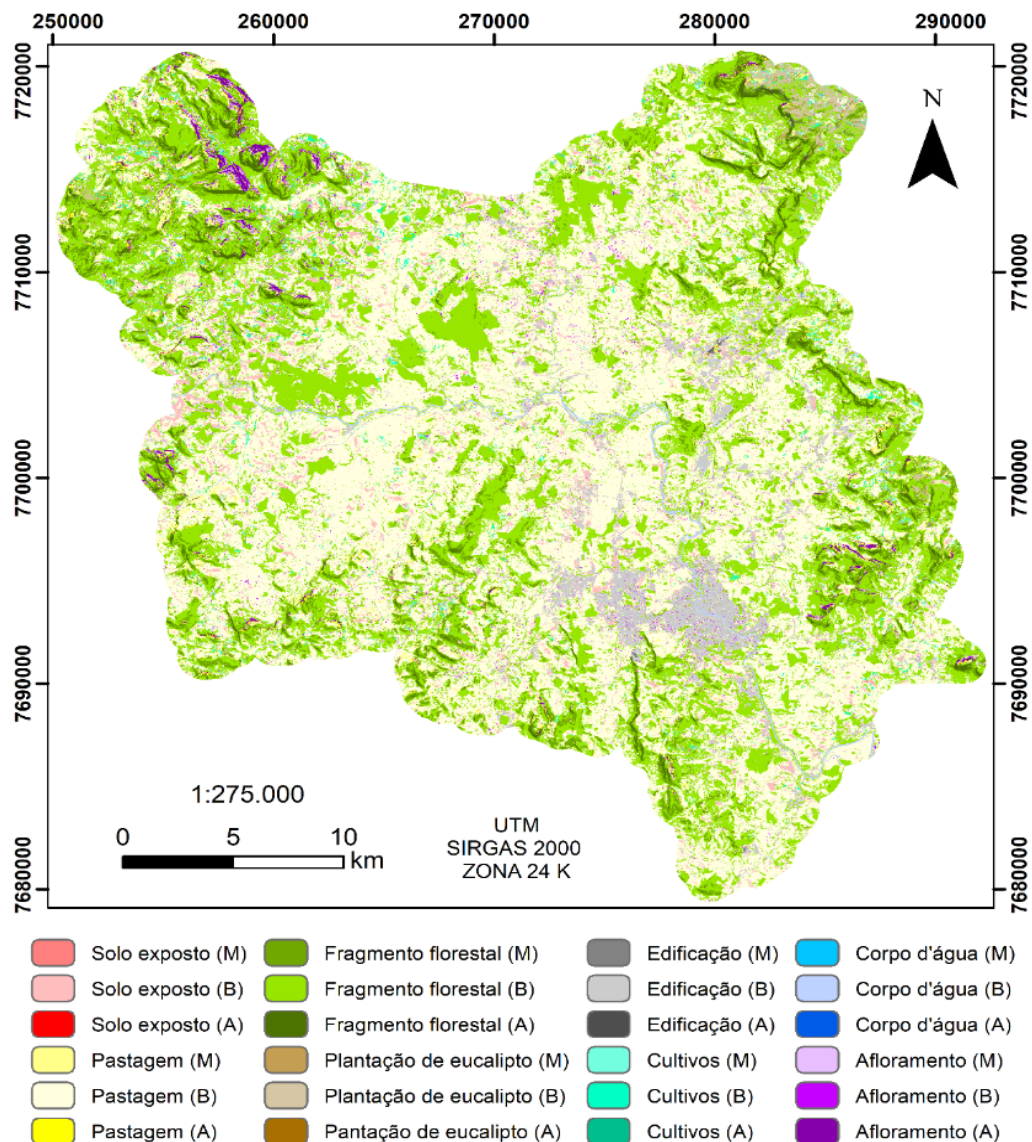 250000 260000 270000 280000 290000
7720000 7720000
N
7710000 7710000
7700000 7700000
7690000 7690000
1:275.000
0 5 10
km
UTM
SIRGAS 2000
ZONA 24 K
7680000 7680000
Solo exposto (M) Fragmento florestal (M) Edificação (M) Corpo d'água (M)
Solo exposto (B) Fragmento florestal (B) Edificação (B) Corpo d'água (B)
Solo exposto (A) Fragmento florestal (A) Edificação (A) Corpo d'água (A)
Pastagem (M) Plantação de eucalipto (M) Cultivos (M) Afloramento (M)
Pastagem (B) Plantação de eucalipto (B) Cultivos (B) Afloramento (B)
Pastagem (A) Pantação de eucalipto (A) Cultivos (A) Afloramento (A)